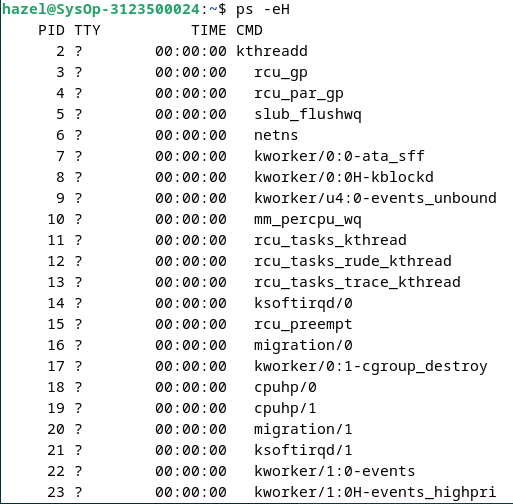 hazel@SysOp-3123500024:~$ ps -eH
    PID TTY          TIME CMD
      2 ?        00:00:00 kthreadd
      3 ?        00:00:00   rcu_gp
      4 ?        00:00:00   rcu_par_gp
      5 ?        00:00:00   slub_flushwq
      6 ?        00:00:00   netns
      7 ?        00:00:00   kworker/0:0-ata_sff
      8 ?        00:00:00   kworker/0:0H-kblockd
      9 ?        00:00:00   kworker/u4:0-events_unbound
     10 ?        00:00:00   mm_percpu_wq
     11 ?        00:00:00   rcu_tasks_kthread
     12 ?        00:00:00   rcu_tasks_rude_kthread
     13 ?        00:00:00   rcu_tasks_trace_kthread
     14 ?        00:00:00   ksoftirqd/0
     15 ?        00:00:00   rcu_preempt
     16 ?        00:00:00   migration/0
     17 ?        00:00:00   kworker/0:1-cgroup_destroy
     18 ?        00:00:00   cpuhp/0
     19 ?        00:00:00   cpuhp/1
     20 ?        00:00:00   migration/1
     21 ?        00:00:00   ksoftirqd/1
     22 ?        00:00:00   kworker/1:0-events
     23 ?        00:00:00   kworker/1:0H-events_highpri